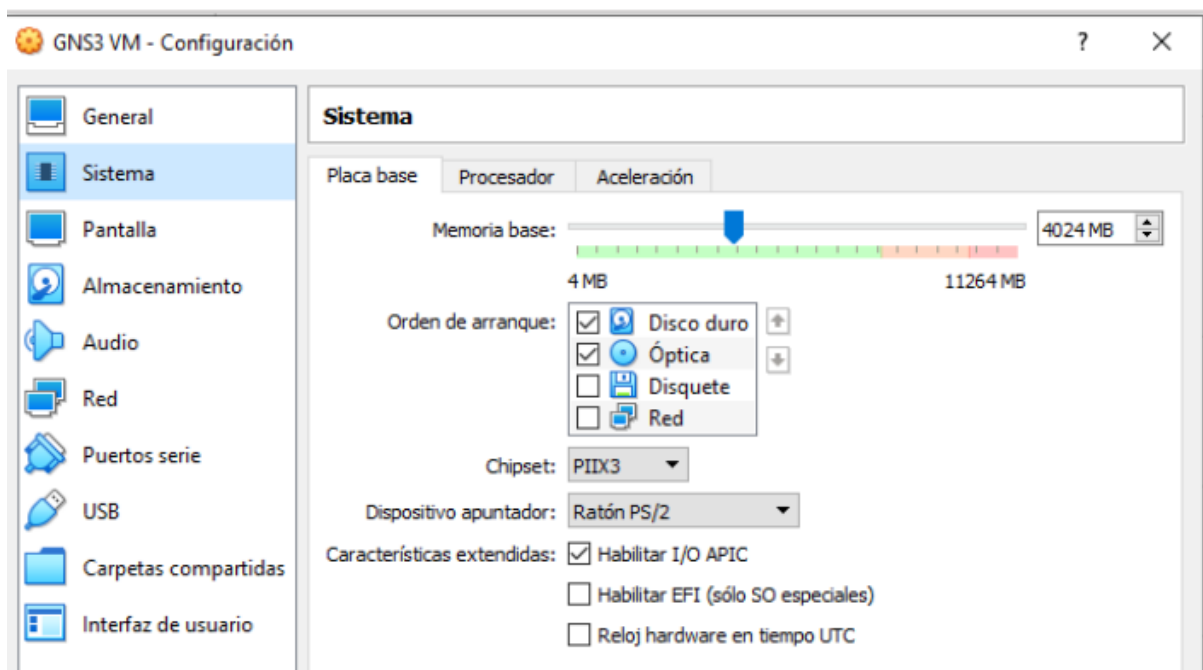 GNS3 VM - Configuración ?
General
Sistema
Pantalla
Almacenamiento
Audio
Red
Puertos serie
USB
Carpetas compartidas
Interfaz de usuario
Sistema
Placa base Procesador Aceleración
Memoria base: 4024 MB
4 MB 11264 MB
Orden de arranque: Disco duro
Óptica
Disquete
Red
Chipset: PIIX3
Dispositivo apuntador: Ratón PS/2
Características extendidas: Habilitar I/O APIC
Habilitar EFI (sólo SO especiales)
Reloj hardware en tiempo UTC